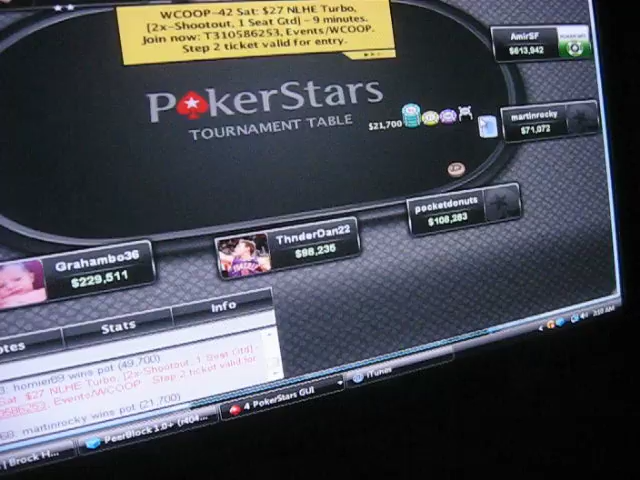 WCOOP-42 Sat: $27 NLHE Turbo,
[2x-Shootout, 1 Seat Gtd] - 9 minutes.
Join now: T310586253, Events/WCOOP.
Step 2 ticket valid for entry.
PokerStars
TOURNAMENT TABLE
$21,700
AmirSF
$613,942
martinrocky
$71,072
pocketdonuts
$108,283
ThnderDan22
$98,235
Grahambo36
$229,511
Stats
Info
wins pot (49,700)
Sat: $27 NLHE Turbo, [2x-Shootout, 1 Seat Gtd] -
Events/WCOOP. Step 2 ticket valid for
martinrocky wins pot (21,700)
| Brock H...
PeerBlock 1.0+ (r404...
4 PokerStars GUI
iTunes